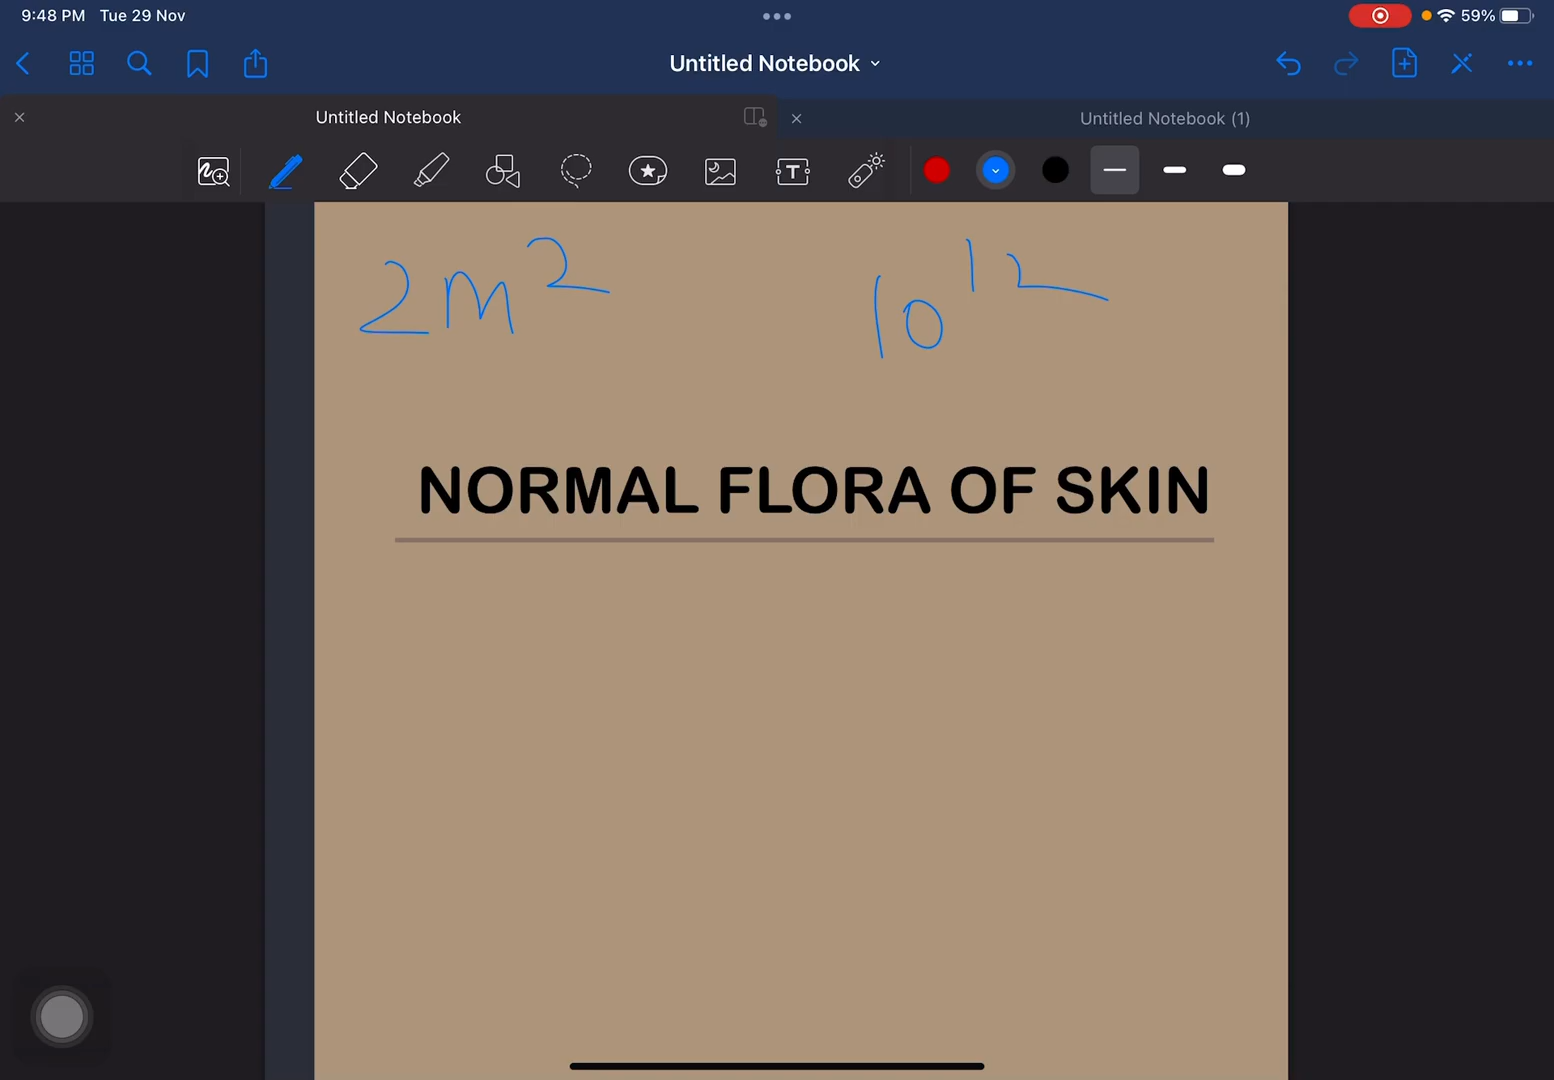 9:48 PM Tue 29 Nov 59%
Untitled Notebook
Untitled Notebook Untitled Notebook (1)
T
2m² 10¹²
NORMAL FLORA OF SKIN